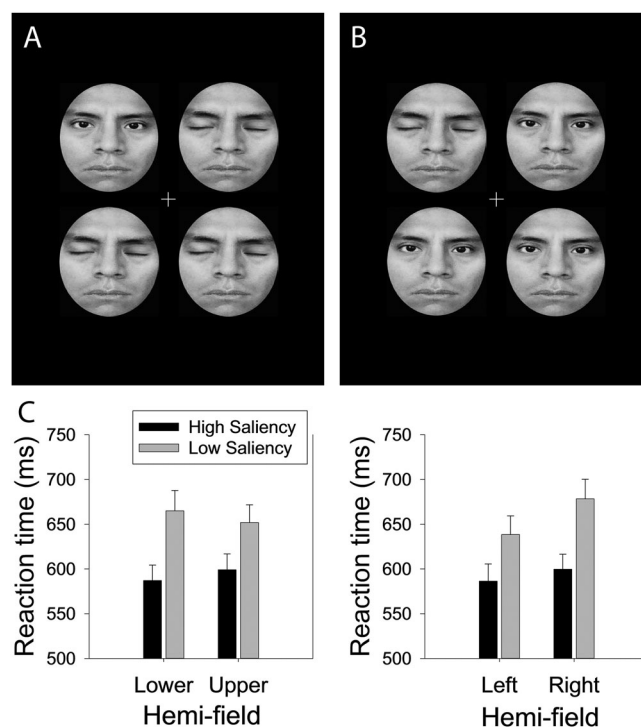 A
B
C
High Saliency
Low Saliency
Reaction time (ms)
750
700
650
600
550
500
Lower
Upper
Hemi-field
Reaction time (ms)
750
700
650
600
550
500
Left
Right
Hemi-field